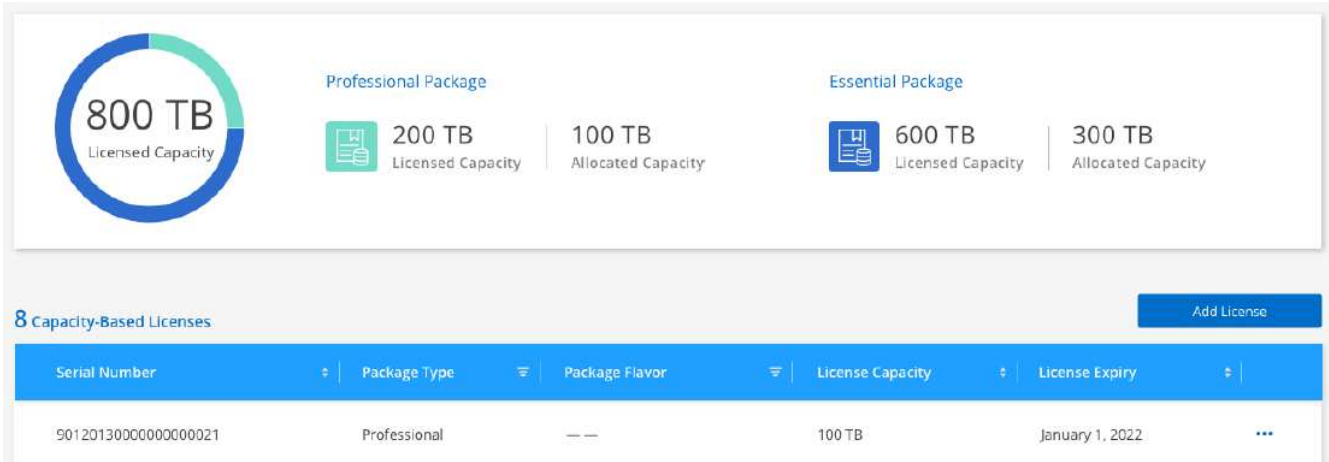 800 TB
Licensed Capacity
Professional Package
200 TB
Licensed Capacity
100 TB
Allocated Capacity
Essential Package
600 TB
Licensed Capacity
300 TB
Allocated Capacity
8 Capacity-Based Licenses
Add License
Serial Number Package Type Package Flavor License Capacity License Expiry
90120130000000000021 Professional — — 100 TB January 1, 2022 •••